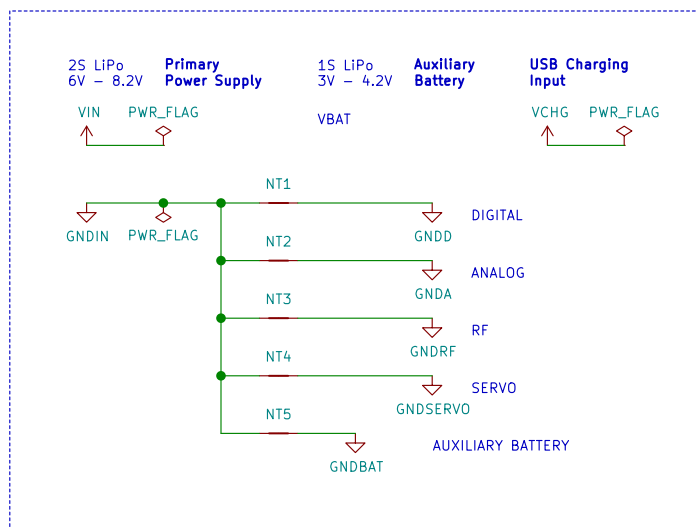 2S LiPo
6V – 8.2V
Primary
Power Supply
1S LiPo
3V – 4.2V
Auxiliary
Battery
USB Charging
Input
VIN
PWR_FLAG
VBAT
VCHG
PWR_FLAG
NT1
GNDIN
PWR_FLAG
GNDD
DIGITAL
NT2
GNDA
ANALOG
NT3
GNDRF
RF
NT4
GNDSERVO
SERVO
NT5
GNDBAT
AUXILIARY BATTERY